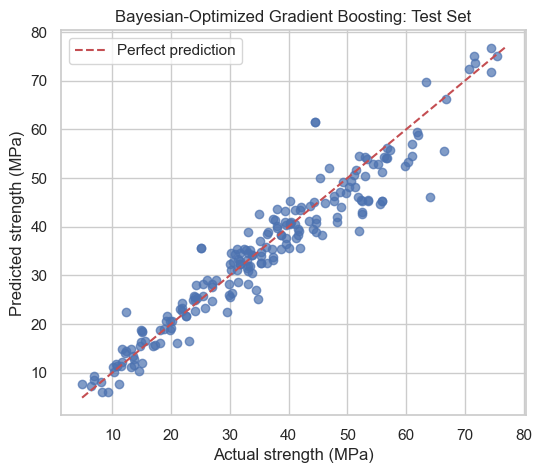 Bayesian-Optimized Gradient Boosting: Test Set
Perfect prediction
Predicted strength (MPa)
80
70
60
50
40
30
20
10
10 20 30 40 50 60 70 80
Actual strength (MPa)